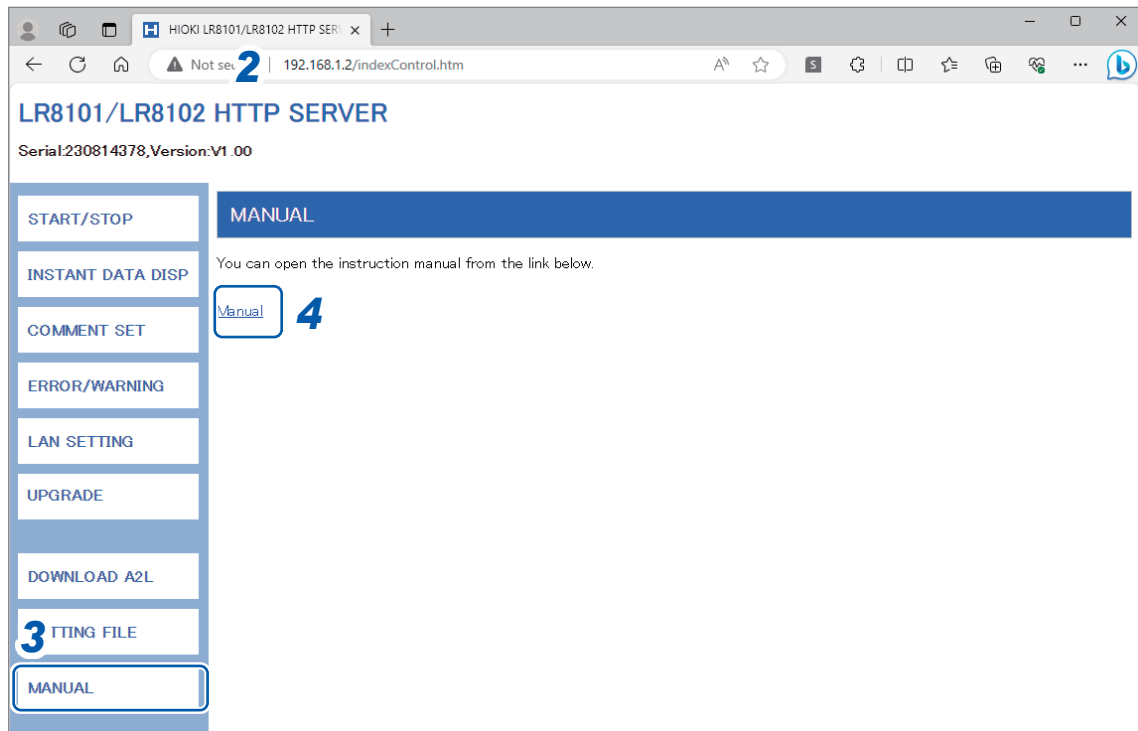 HIOKI LR8101/LR8102 HTTP SER
Not sec 2 192.168.1.2/indexControl.htm
LR8101/LR8102 HTTP SERVER
Serial:230814378,Version:V1.00
START/STOP
INSTANT DATA DISP
COMMENT SET
ERROR/WARNING
LAN SETTING
UPGRADE
DOWNLOAD A2L
3 TTING FILE
MANUAL
MANUAL
You can open the instruction manual from the link below.
Manual 4